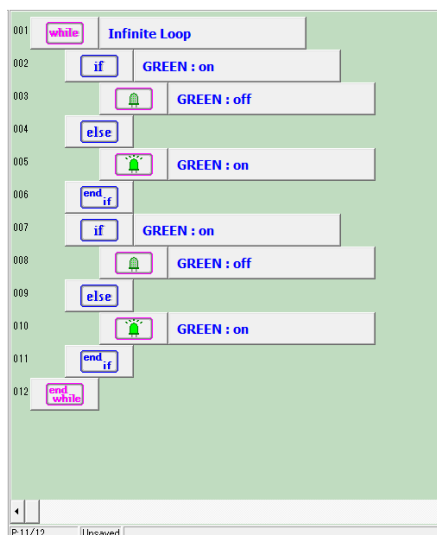 001 while Infinite Loop
002 if GREEN : on
003 GREEN : off
004 else
005 GREEN : on
006 end if
007 if GREEN : on
008 GREEN : off
009 else
010 GREEN : on
011 end if
012 end while
P:11/12 Unsaved